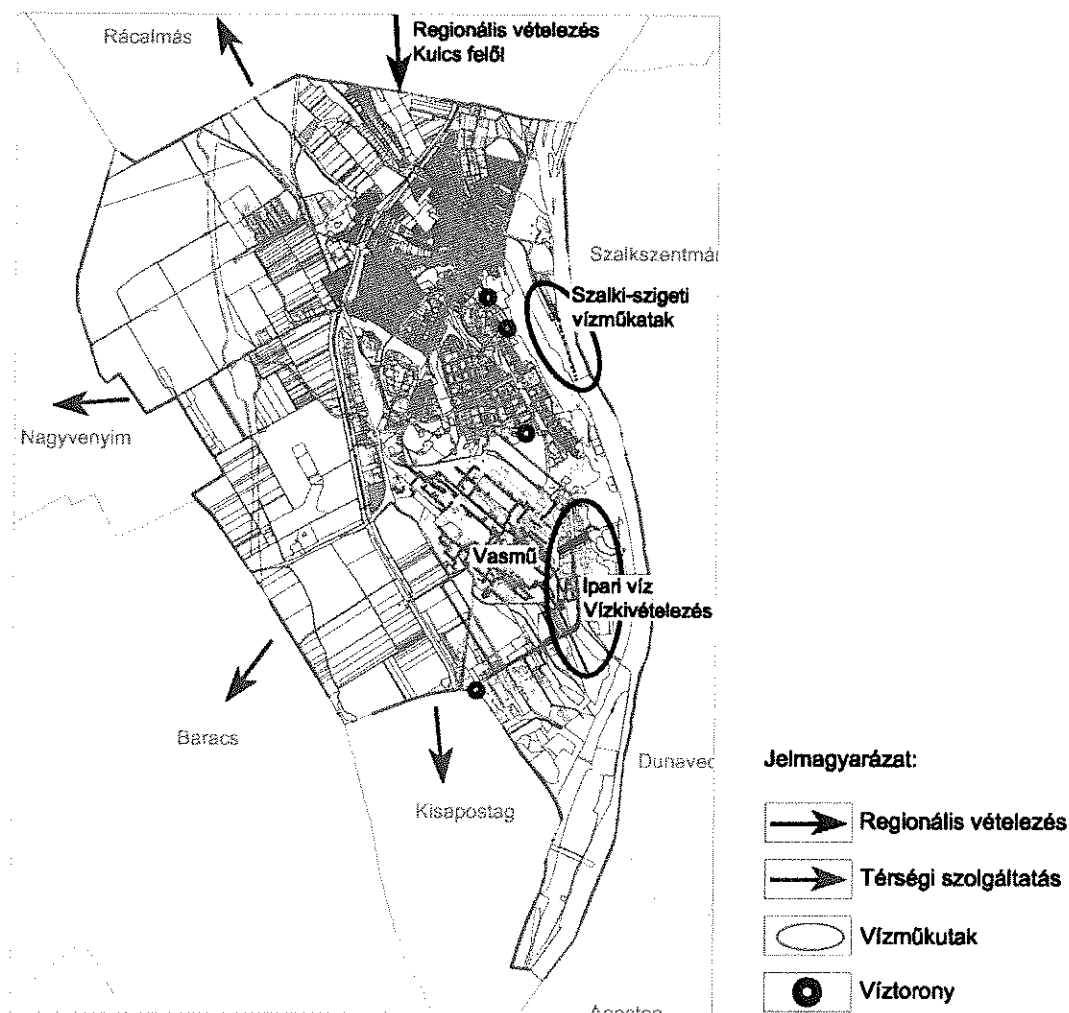 Rácalmás
Regionális vételezés
Kulcs felől
Szalkszentmár
Szalki-szigeti
vízműkatak
Nagyvenyim
Vasmű
Ipari víz
Vízkivételezés
Baracs
Dunavec
Kisapostag
Jelmagyarázat:
Regionális vételezés
Térségi szolgáltatás
Vízműkutak
Víztorony